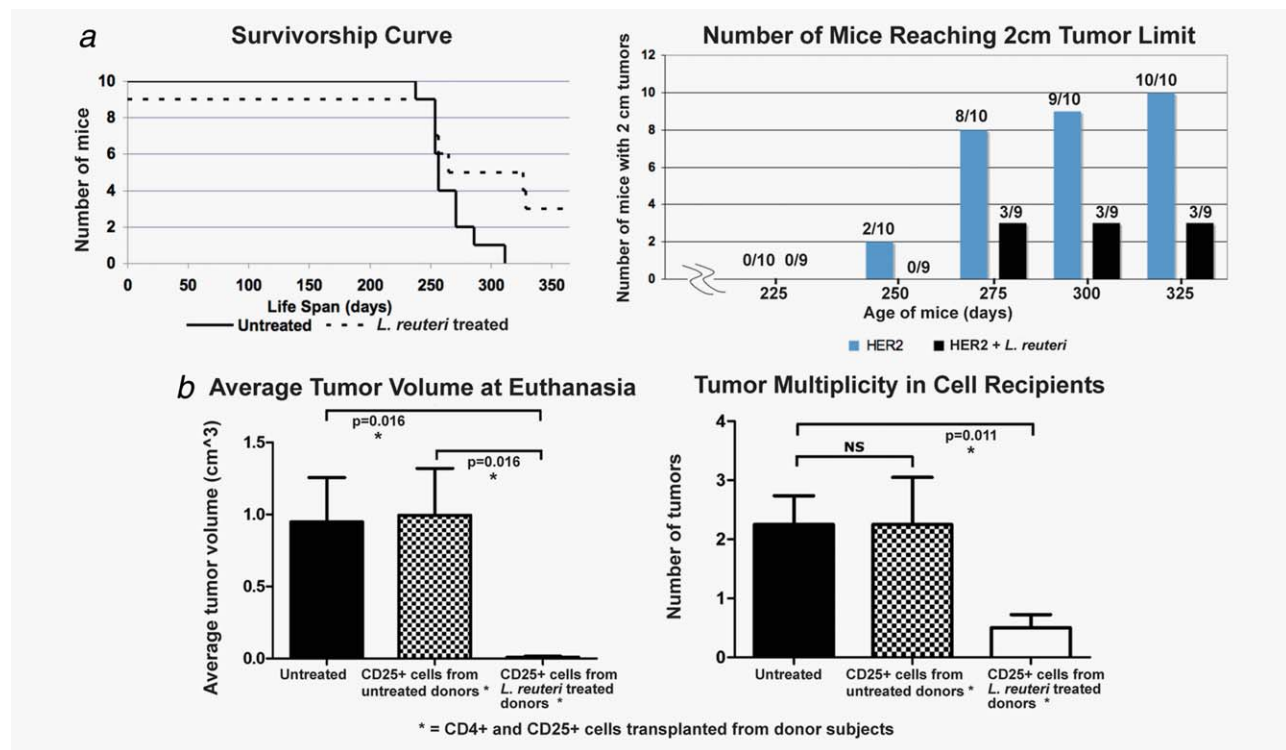 a
Survivorship Curve
Number of mice
10
8
6
4
2
0
0 50 100 150 200 250 300 350
Life Span (days)
Untreated L. reuteri treated
Number of Mice Reaching 2cm Tumor Limit
Number of mice with 2 cm tumors
12
10
8
6
4
2
0
0/10 0/9
2/10 0/9
8/10 3/9
9/10 3/9
10/10 3/9
225 250 275 300 325
Age of mice (days)
HER2 HER2 + L. reuteri
b Average Tumor Volume at Euthanasia
p=0.016
*
p=0.016
*
Average tumor volume (cm^3)
1.5
1.0
0.5
0.0
Untreated
CD25+ cells from
untreated donors *
CD25+ cells from
L. reuteri treated
donors *
Tumor Multiplicity in Cell Recipients
p=0.011
*
NS
Number of tumors
4
3
2
1
0
Untreated
CD25+ cells from
untreated donors *
CD25+ cells from
L. reuteri treated
donors *
* = CD4+ and CD25+ cells transplanted from donor subjects